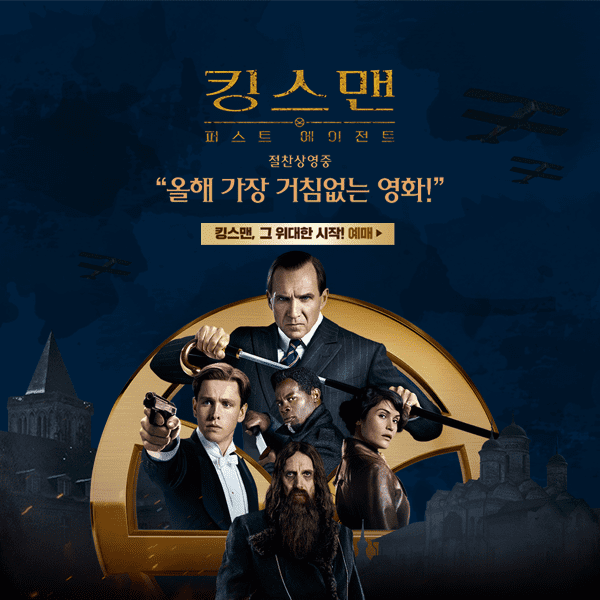 킹스맨
퍼스트 에이전트
절찬상영중
“올해 가장 거침없는 영화!”
킹스맨, 그 위대한 시작! 예매 ▶